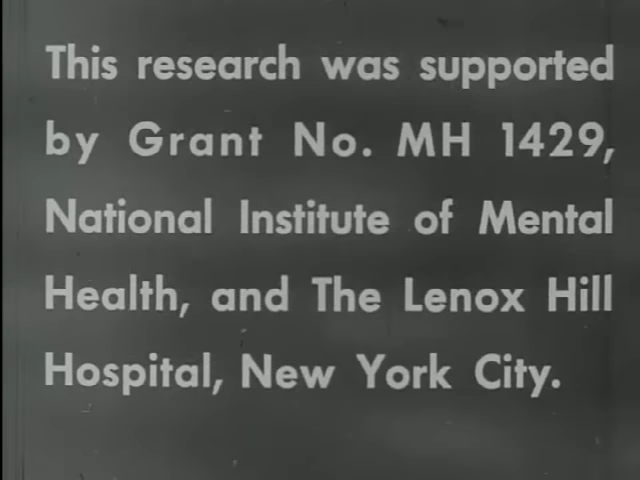 This research was supported
by Grant No. MH 1429,
National Institute of Mental
Health, and The Lenox Hill
Hospital, New York City.